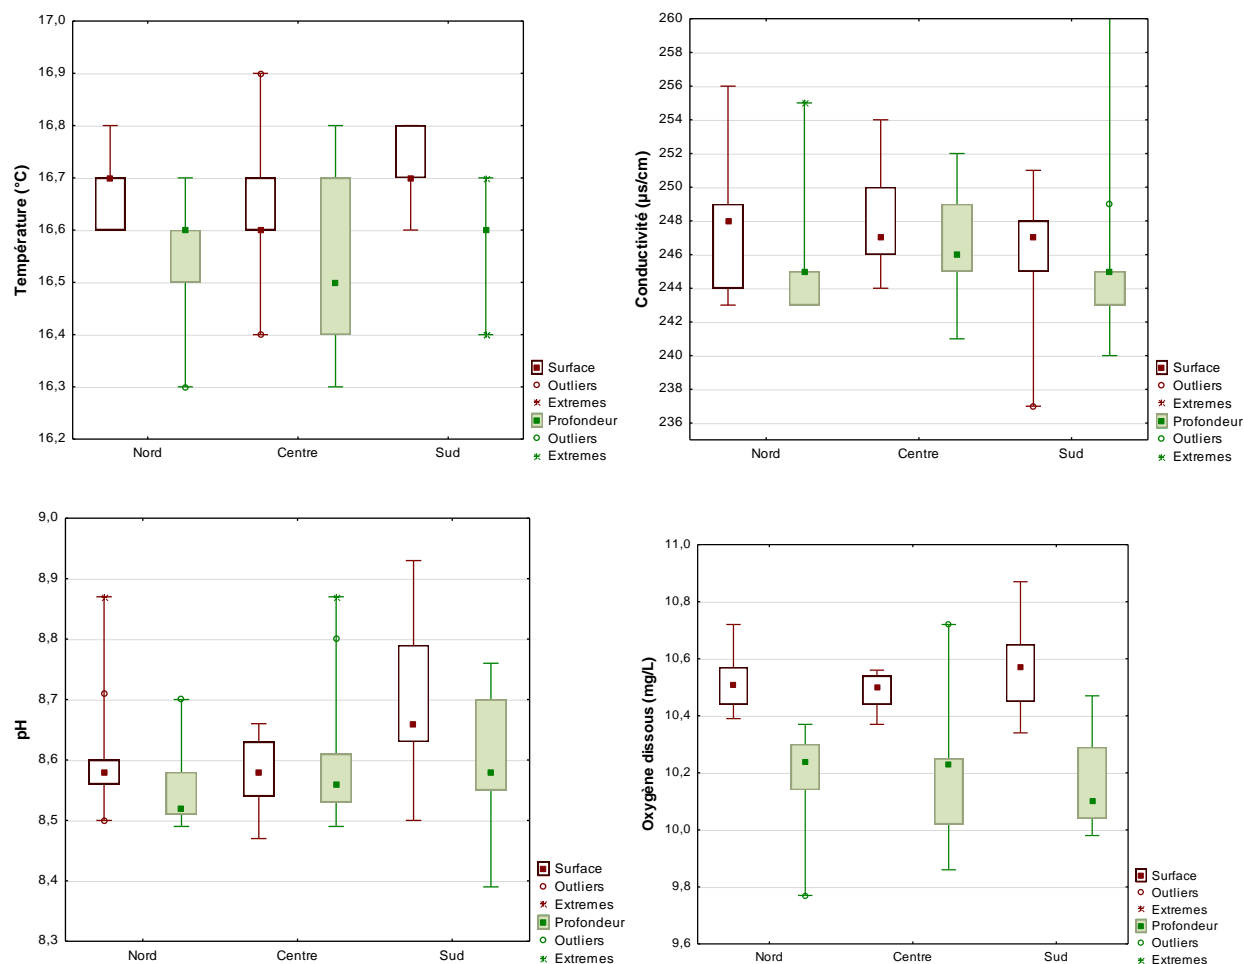 Température (°C)
17,0
16,9
16,8
16,7
16,6
16,5
16,4
16,3
16,2
Nord
Centre
Sud
Surface
Outliers
Extremes
Profondeur
Outliers
Extremes
Conductivité (µs/cm)
260
258
256
254
252
250
248
246
244
242
240
238
236
Nord
Centre
Sud
Surface
Outliers
Extremes
Profondeur
Outliers
Extremes
pH
9,0
8,9
8,8
8,7
8,6
8,5
8,4
8,3
Nord
Centre
Sud
Surface
Outliers
Extremes
Profondeur
Outliers
Extremes
Oxygène dissous (mg/L)
11,0
10,8
10,6
10,4
10,2
10,0
9,8
9,6
Nord
Centre
Sud
Surface
Outliers
Extremes
Profondeur
Outliers
Extremes